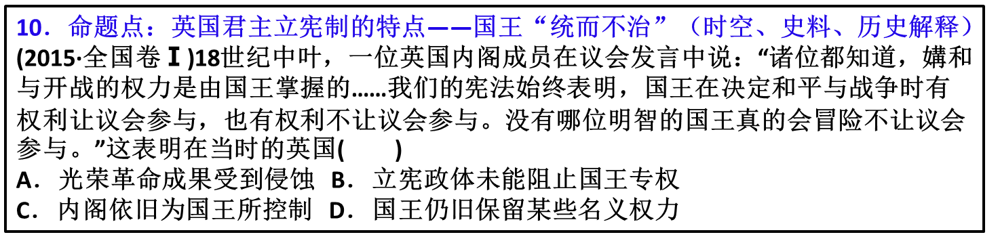 10．命题点：英国君主立宪制的特点——国王“统而不治”（时空、史料、历史解释）
(2015·全国卷Ⅰ)18世纪中叶，一位英国内阁成员在议会发言中说：“诸位都知道，媾和
与开战的权力是由国王掌握的……我们的宪法始终表明，国王在决定和平与战争时有
权利让议会参与，也有权利不让议会参与。没有哪位明智的国王真的会冒险不让议会
参与。”这表明在当时的英国(　　)
A．光荣革命成果受到侵蚀 B．立宪政体未能阻止国王专权
C．内阁依旧为国王所控制 D．国王仍旧保留某些名义权力